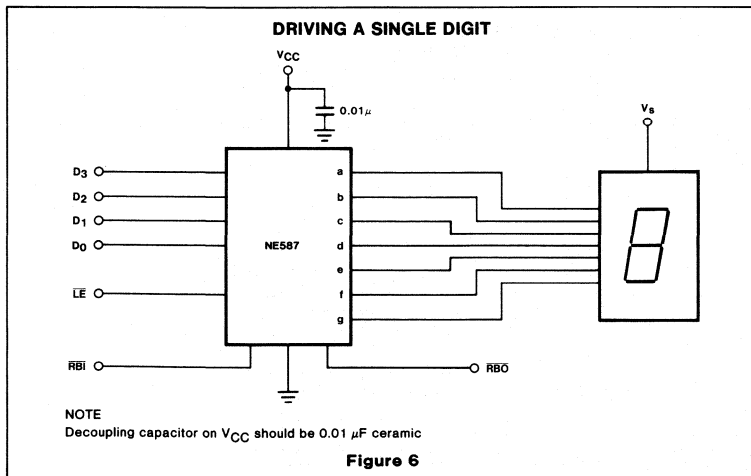 DRIVING A SINGLE DIGIT
VCC
0.01μ
Vs
D3
D2
D1
D0
LE
RBI
NE587
a
b
c
d
e
f
g
RBO
NOTE
Decoupling capacitor on VCC should be 0.01 μF ceramic
Figure 6